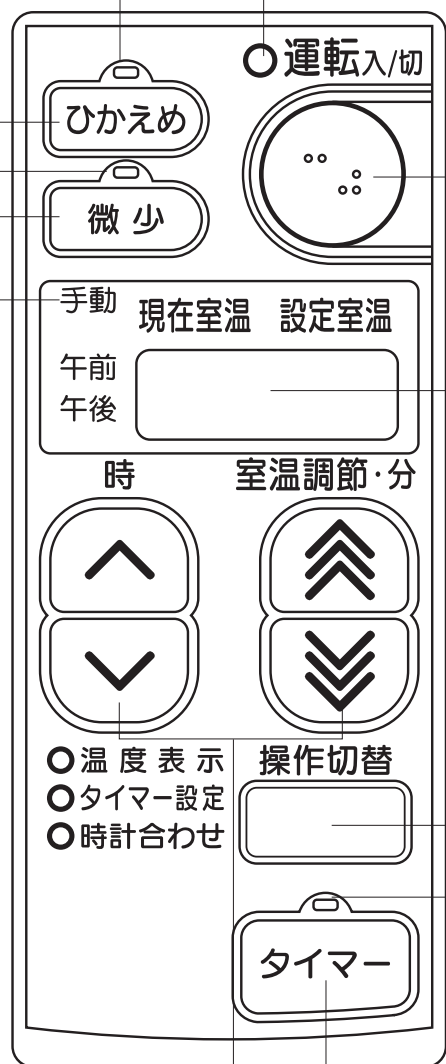 運転入/切
ひかえめ
微少
手動
現在室温 設定室温
午前
午後
時 室温調節·分
温度表示
タイマー設定
時計合わせ
操作切替
タイマー